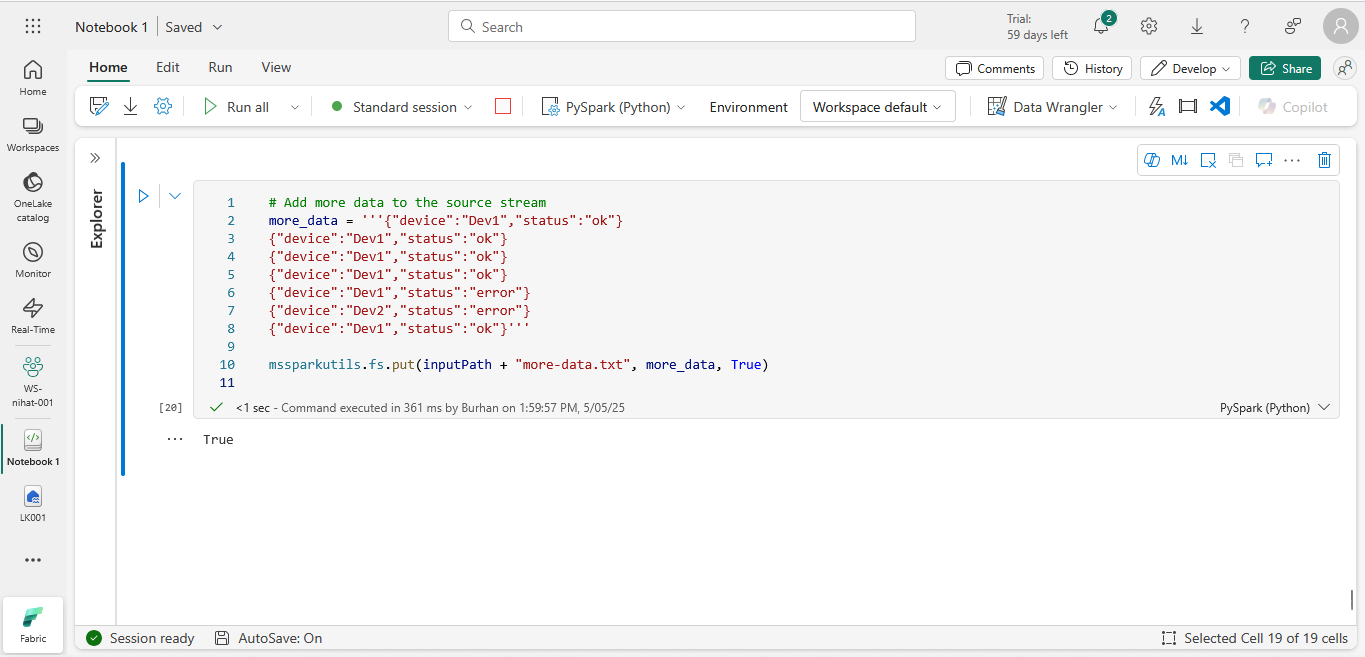 Notebook 1 | Saved
Search
Trial:
59 days left
2
Home
Edit
Run
View
Comments
History
Develop
Share
Run all
Standard session
PySpark (Python)
Environment
Workspace default
Data Wrangler
Copilot
Home
Workspaces
OneLake
catalog
Monitor
Real-Time
WS-
nihat-001
Notebook 1
LK001
Fabric
Explorer
M↓
1 # Add more data to the source stream
2 more_data = '''{"device":"Dev1","status":"ok"}
3 {"device":"Dev1","status":"ok"}
4 {"device":"Dev1","status":"ok"}
5 {"device":"Dev1","status":"ok"}
6 {"device":"Dev1","status":"error"}
7 {"device":"Dev2","status":"error"}
8 {"device":"Dev1","status":"ok"}'''
9
10 mssparkutils.fs.put(inputPath + "more-data.txt", more_data, True)
11
[20]
<1 sec - Command executed in 361 ms by Burhan on 1:59:57 PM, 5/05/25
PySpark (Python)
True
Session ready
AutoSave: On
Selected Cell 19 of 19 cells